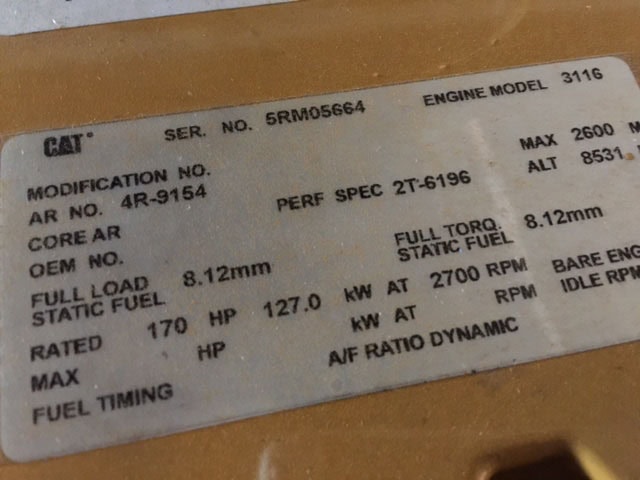 CAT® SER. NO. 5RM05664 ENGINE MODEL 3116
MODIFICATION NO. MAX 2600
AR NO. 4R-9154 PERF SPEC 2T-6196 ALT 8531
CORE AR
OEM NO. FULL TORQ. 8.12mm
FULL LOAD 8.12mm STATIC FUEL
STATIC FUEL
RATED 170 HP 127.0 kW AT 2700 RPM BARE ENG
MAX HP kW AT RPM IDLE RPM
FUEL TIMING A/F RATIO DYNAMIC